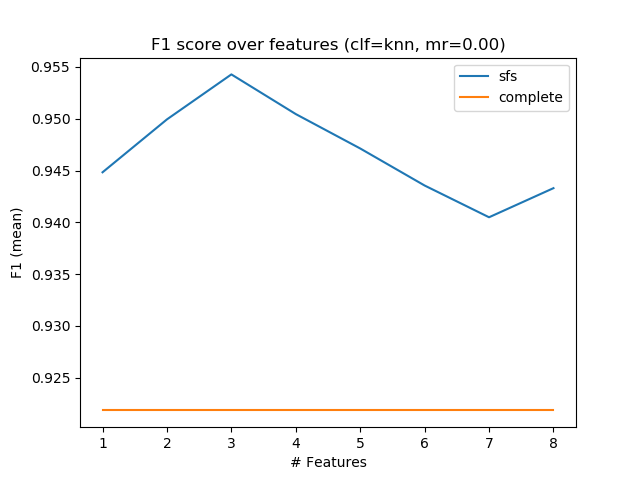 F1 score over features (clf=knn, mr=0.00)
sfs
complete
0.955
0.950
0.945
0.940
0.935
0.930
0.925
F1 (mean)
1 2 3 4 5 6 7 8
# Features